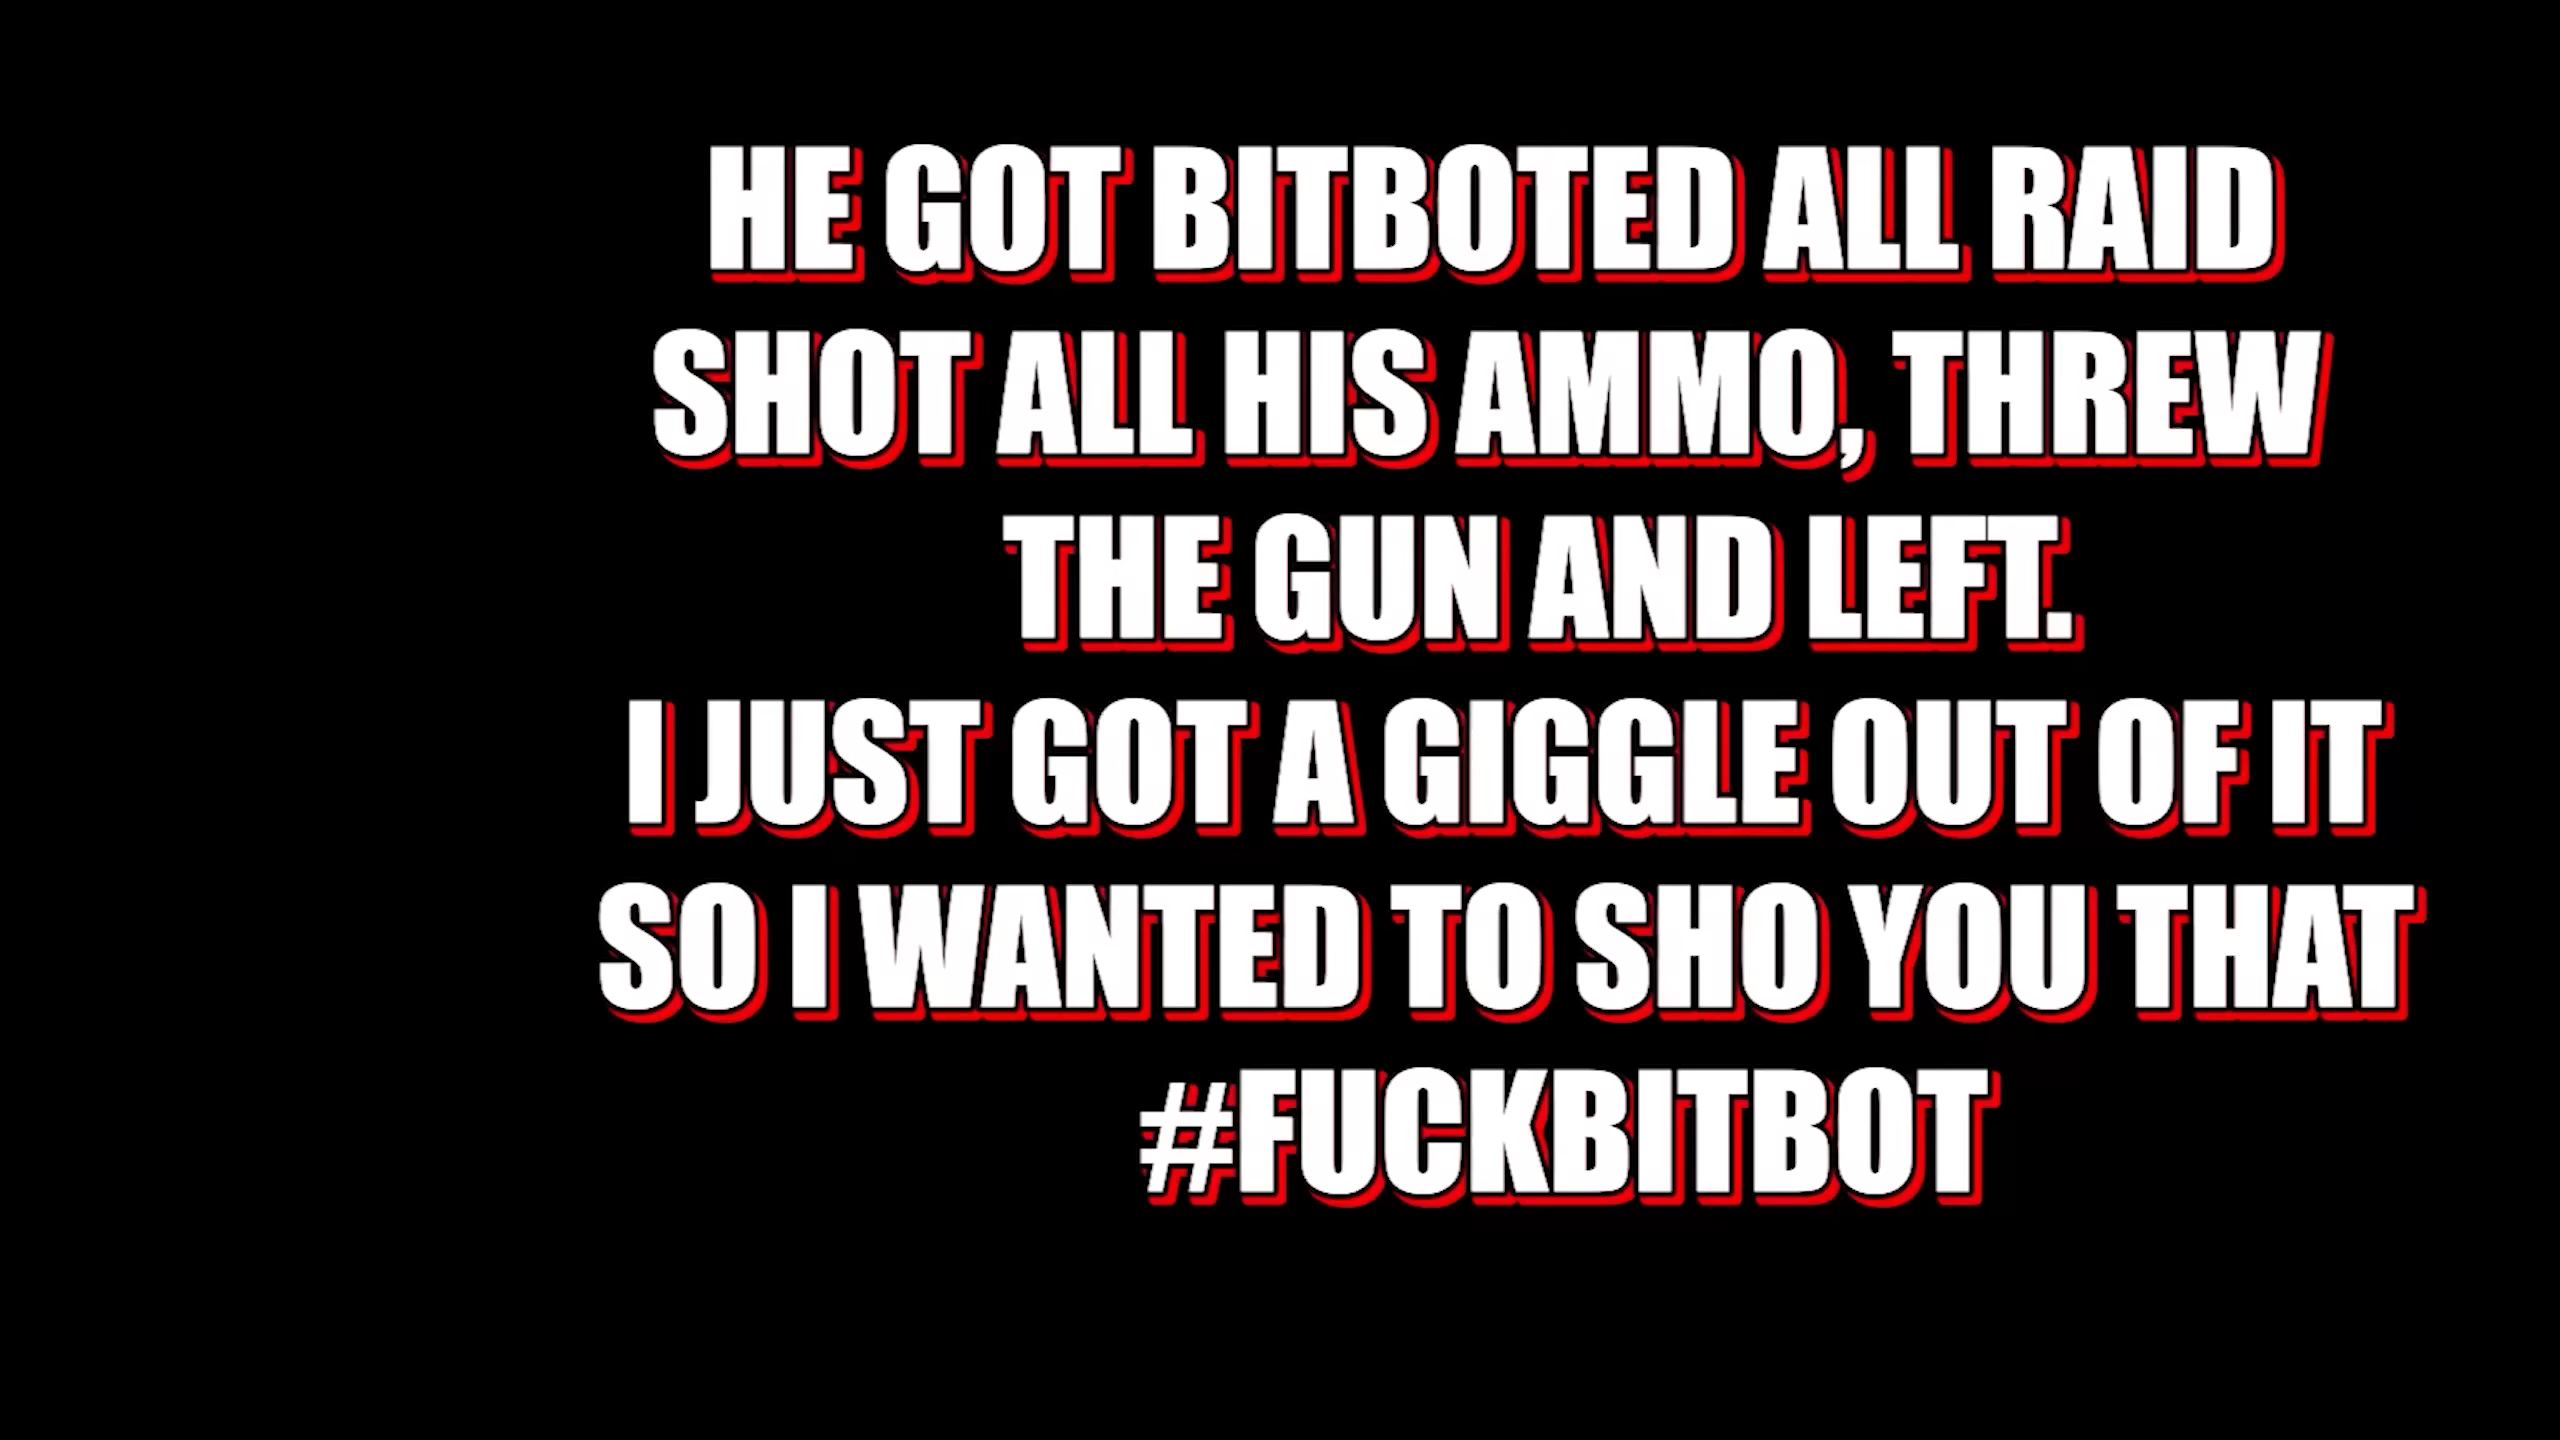 HE GOT BITBOTED ALL RAID
SHOT ALL HIS AMMO, THREW
THE GUN AND LEFT.
I JUST GOT A GIGGLE OUT OF IT
SO I WANTED TO SHO YOU THAT
#FUCKBITBOT